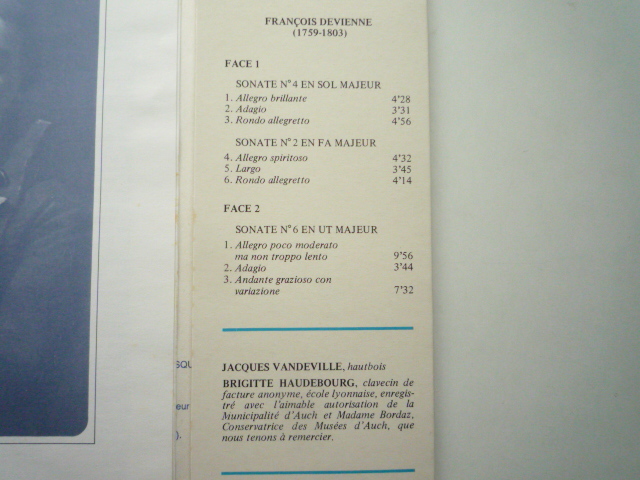 FRANÇOIS DEVIENNE
(1759-1803)
FACE 1
SONATE N° 4 EN SOL MAJEUR
1. Allegro brillante 4'28
2. Adagio 3'31
3. Rondo allegretto 4'56
SONATE N° 2 EN FA MAJEUR
4. Allegro spiritoso 4'32
5. Largo 3'45
6. Rondo allegretto 4'14
FACE 2
SONATE N° 6 EN UT MAJEUR
1. Allegro poco moderato
ma non troppo lento 9'56
2. Adagio 3'44
3. Andante grazioso con
variazione 7'32
JACQUES VANDEVILLE, hautbois
BRIGITTE HAUDEBOURG, clavecin de
facture anonyme, école lyonnaise, enregis-
tré avec l'aimable autorisation de la
Municipalité d'Auch et Madame Bordaz,
Conservatrice des Musées d'Auch, que
nous tenons à remercier.
SQU
eur
).